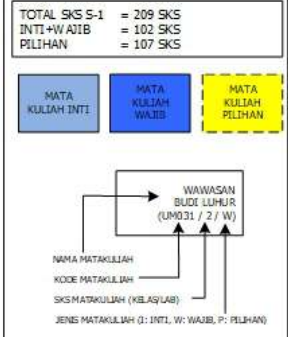 TOTAL SKS S-1 = 209 SKS
INTI+WAJIB = 102 SKS
PILIHAN = 107 SKS
MATA
KULIAH INTI
MATA
KULIAH
WAJIB
MATA
KULIAH
PILIHAN
WAWASAN
BUDI LUHUR
(UM031 / 2 / W)
NAMA MATAKULIAH
KODE MATAKULIAH
SKS MATAKULIAH (KELAS/LAB)
JENIS MATAKULIAH (I: INTI, W: WAJIB, P: PILIHAN)